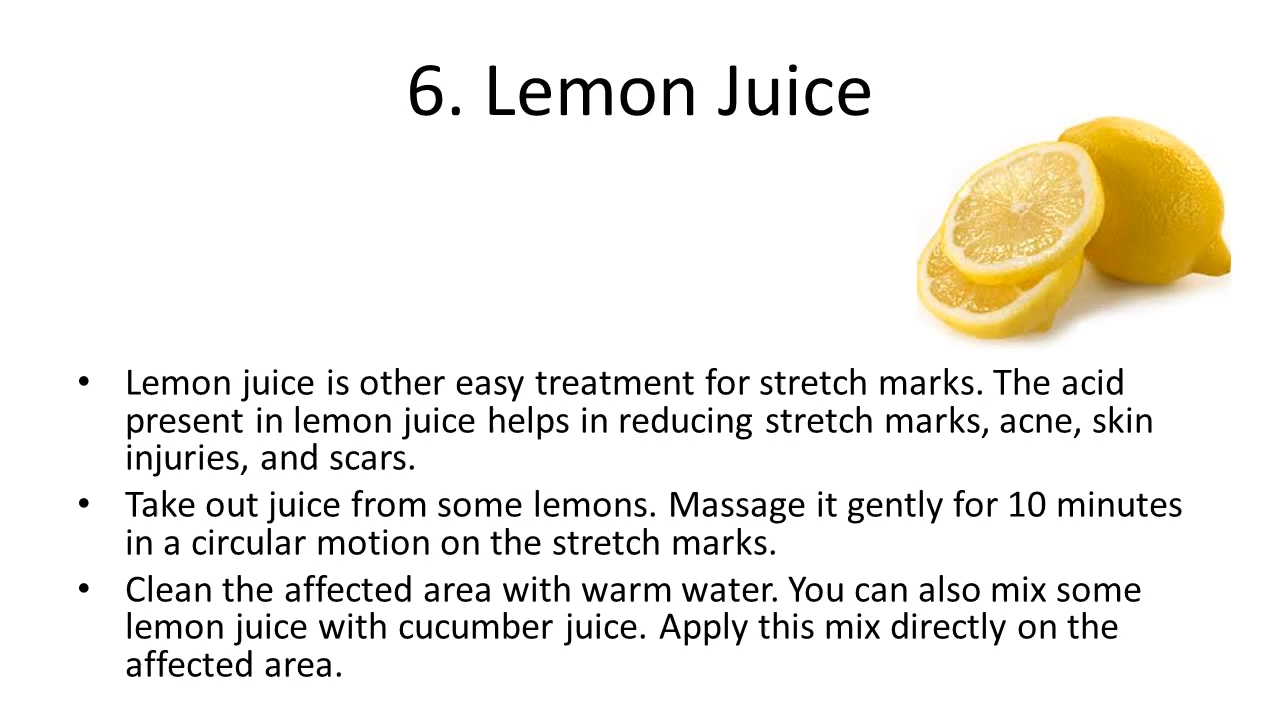 6. Lemon Juice
• Lemon juice is other easy treatment for stretch marks. The acid
present in lemon juice helps in reducing stretch marks, acne, skin
injuries, and scars.
• Take out juice from some lemons. Massage it gently for 10 minutes
in a circular motion on the stretch marks.
• Clean the affected area with warm water. You can also mix some
lemon juice with cucumber juice. Apply this mix directly on the
affected area.